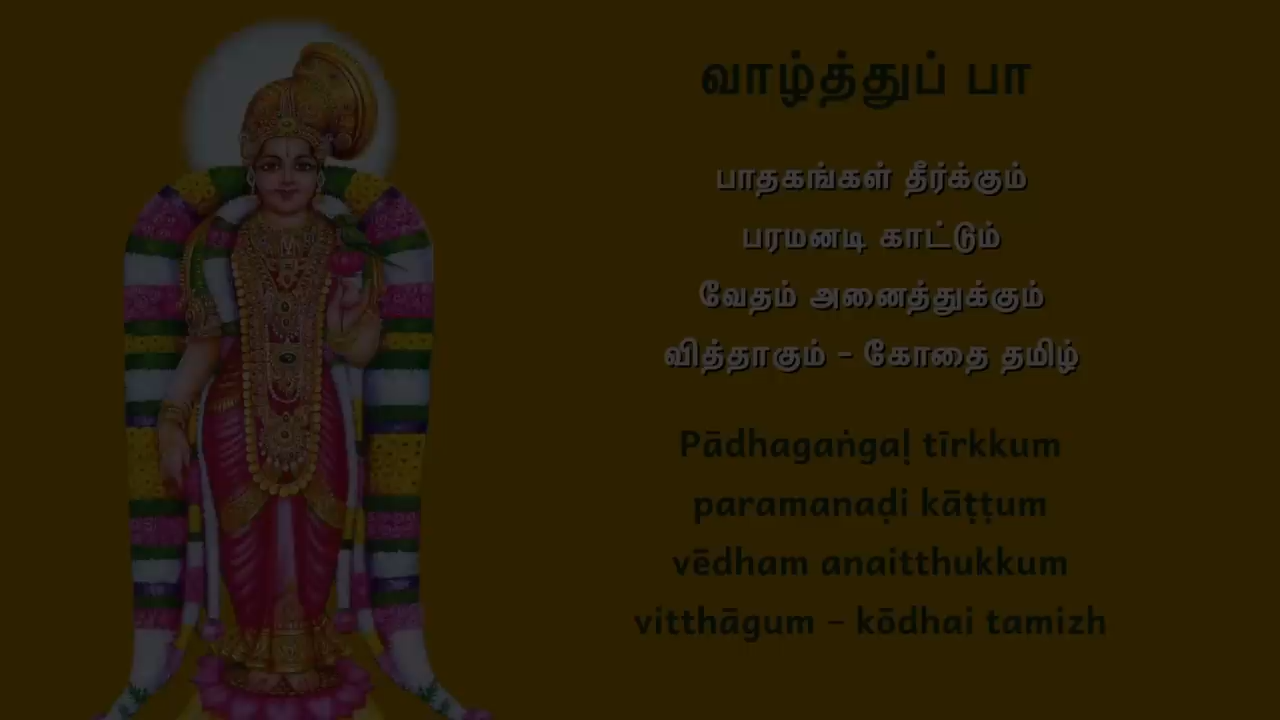 வாழ்த்துப் பா
பாதகங்கள் தீர்க்கும்
பரமனடி காட்டும்
வேதம் அனைத்துக்கும்
வித்தாகும் - கோதை தமிழ்
Pādhagaṅgaḷ tīrkkum
paramanaḍi kāṭṭum
vēdham anaitthukkum
vitthāgum – kōdhai tamizh